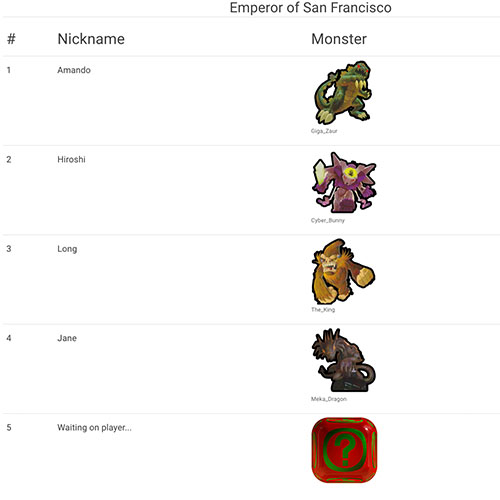 Emperor of San Francisco
# Nickname Monster
1 Amando
Giga_Zaur
2 Hiroshi
Cyber_Bunny
3 Long
The_King
4 Jane
Meka_Dragon
5 Waiting on player...
?